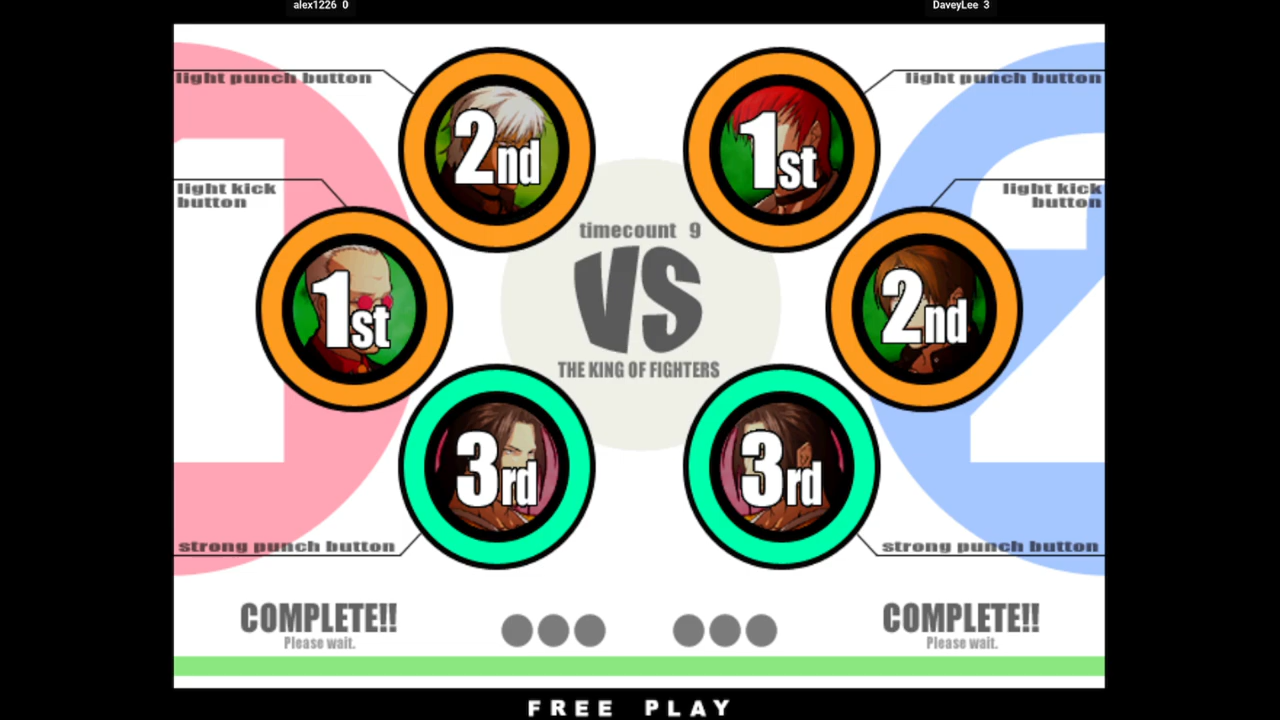 alex1226 0
DaveyLee 3
light punch button
light punch button
2nd
1st
light kick
button
light kick
button
timecount 9
VS
1st
2nd
THE KING OF FIGHTERS
3rd
3rd
strong punch button
strong punch button
COMPLETE!!
Please wait.
COMPLETE!!
Please wait.
FREE PLAY
1
2